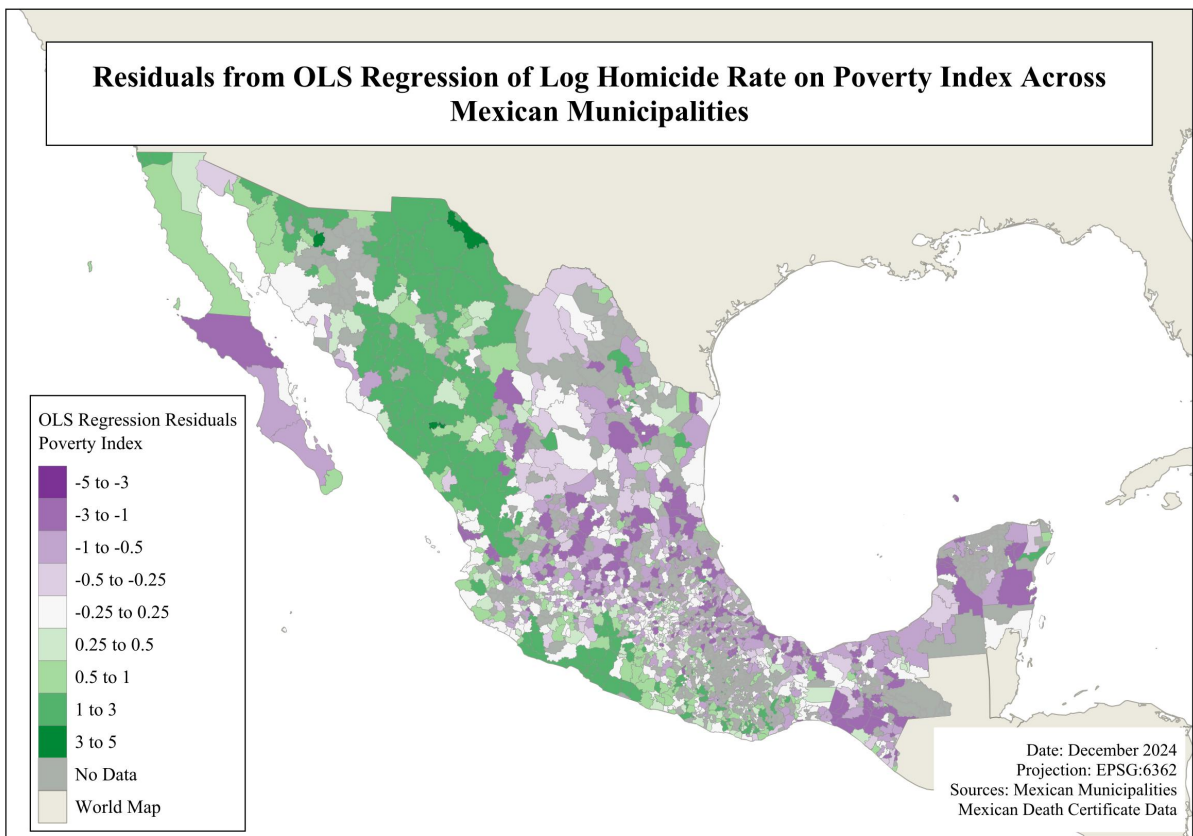 Residuals from OLS Regression of Log Homicide Rate on Poverty Index Across
Mexican Municipalities
OLS Regression Residuals
Poverty Index
-5 to -3
-3 to -1
-1 to -0.5
-0.5 to -0.25
-0.25 to 0.25
0.25 to 0.5
0.5 to 1
1 to 3
3 to 5
No Data
World Map
Date: December 2024
Projection: EPSG:6362
Sources: Mexican Municipalities
Mexican Death Certificate Data